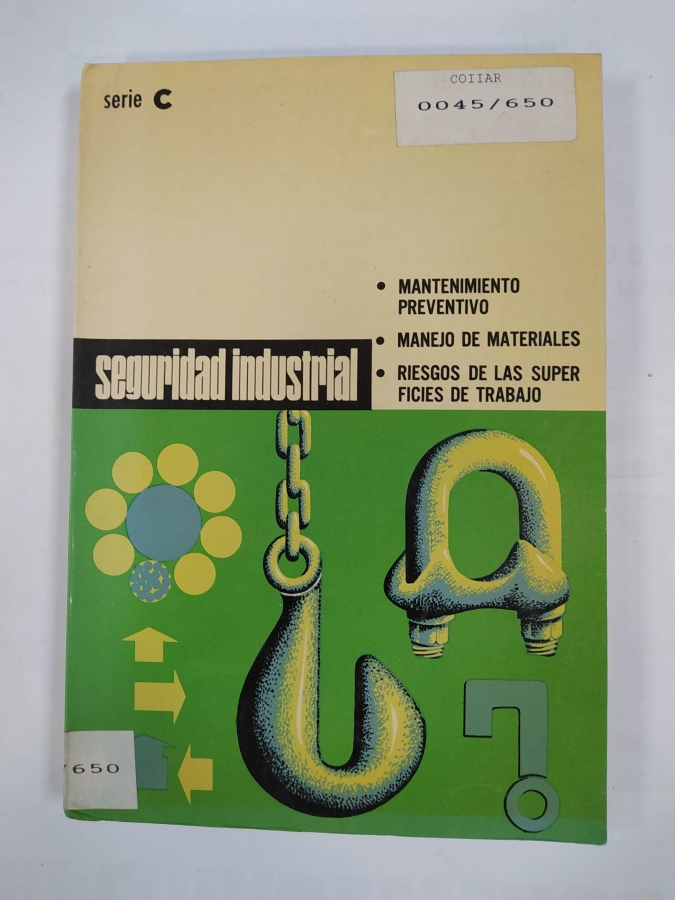 serie C
COIIAR
0045/650
• MANTENIMIENTO
PREVENTIVO
• MANEJO DE MATERIALES
• RIESGOS DE LAS SUPER
FICIES DE TRABAJO
seguridad industrial
/650